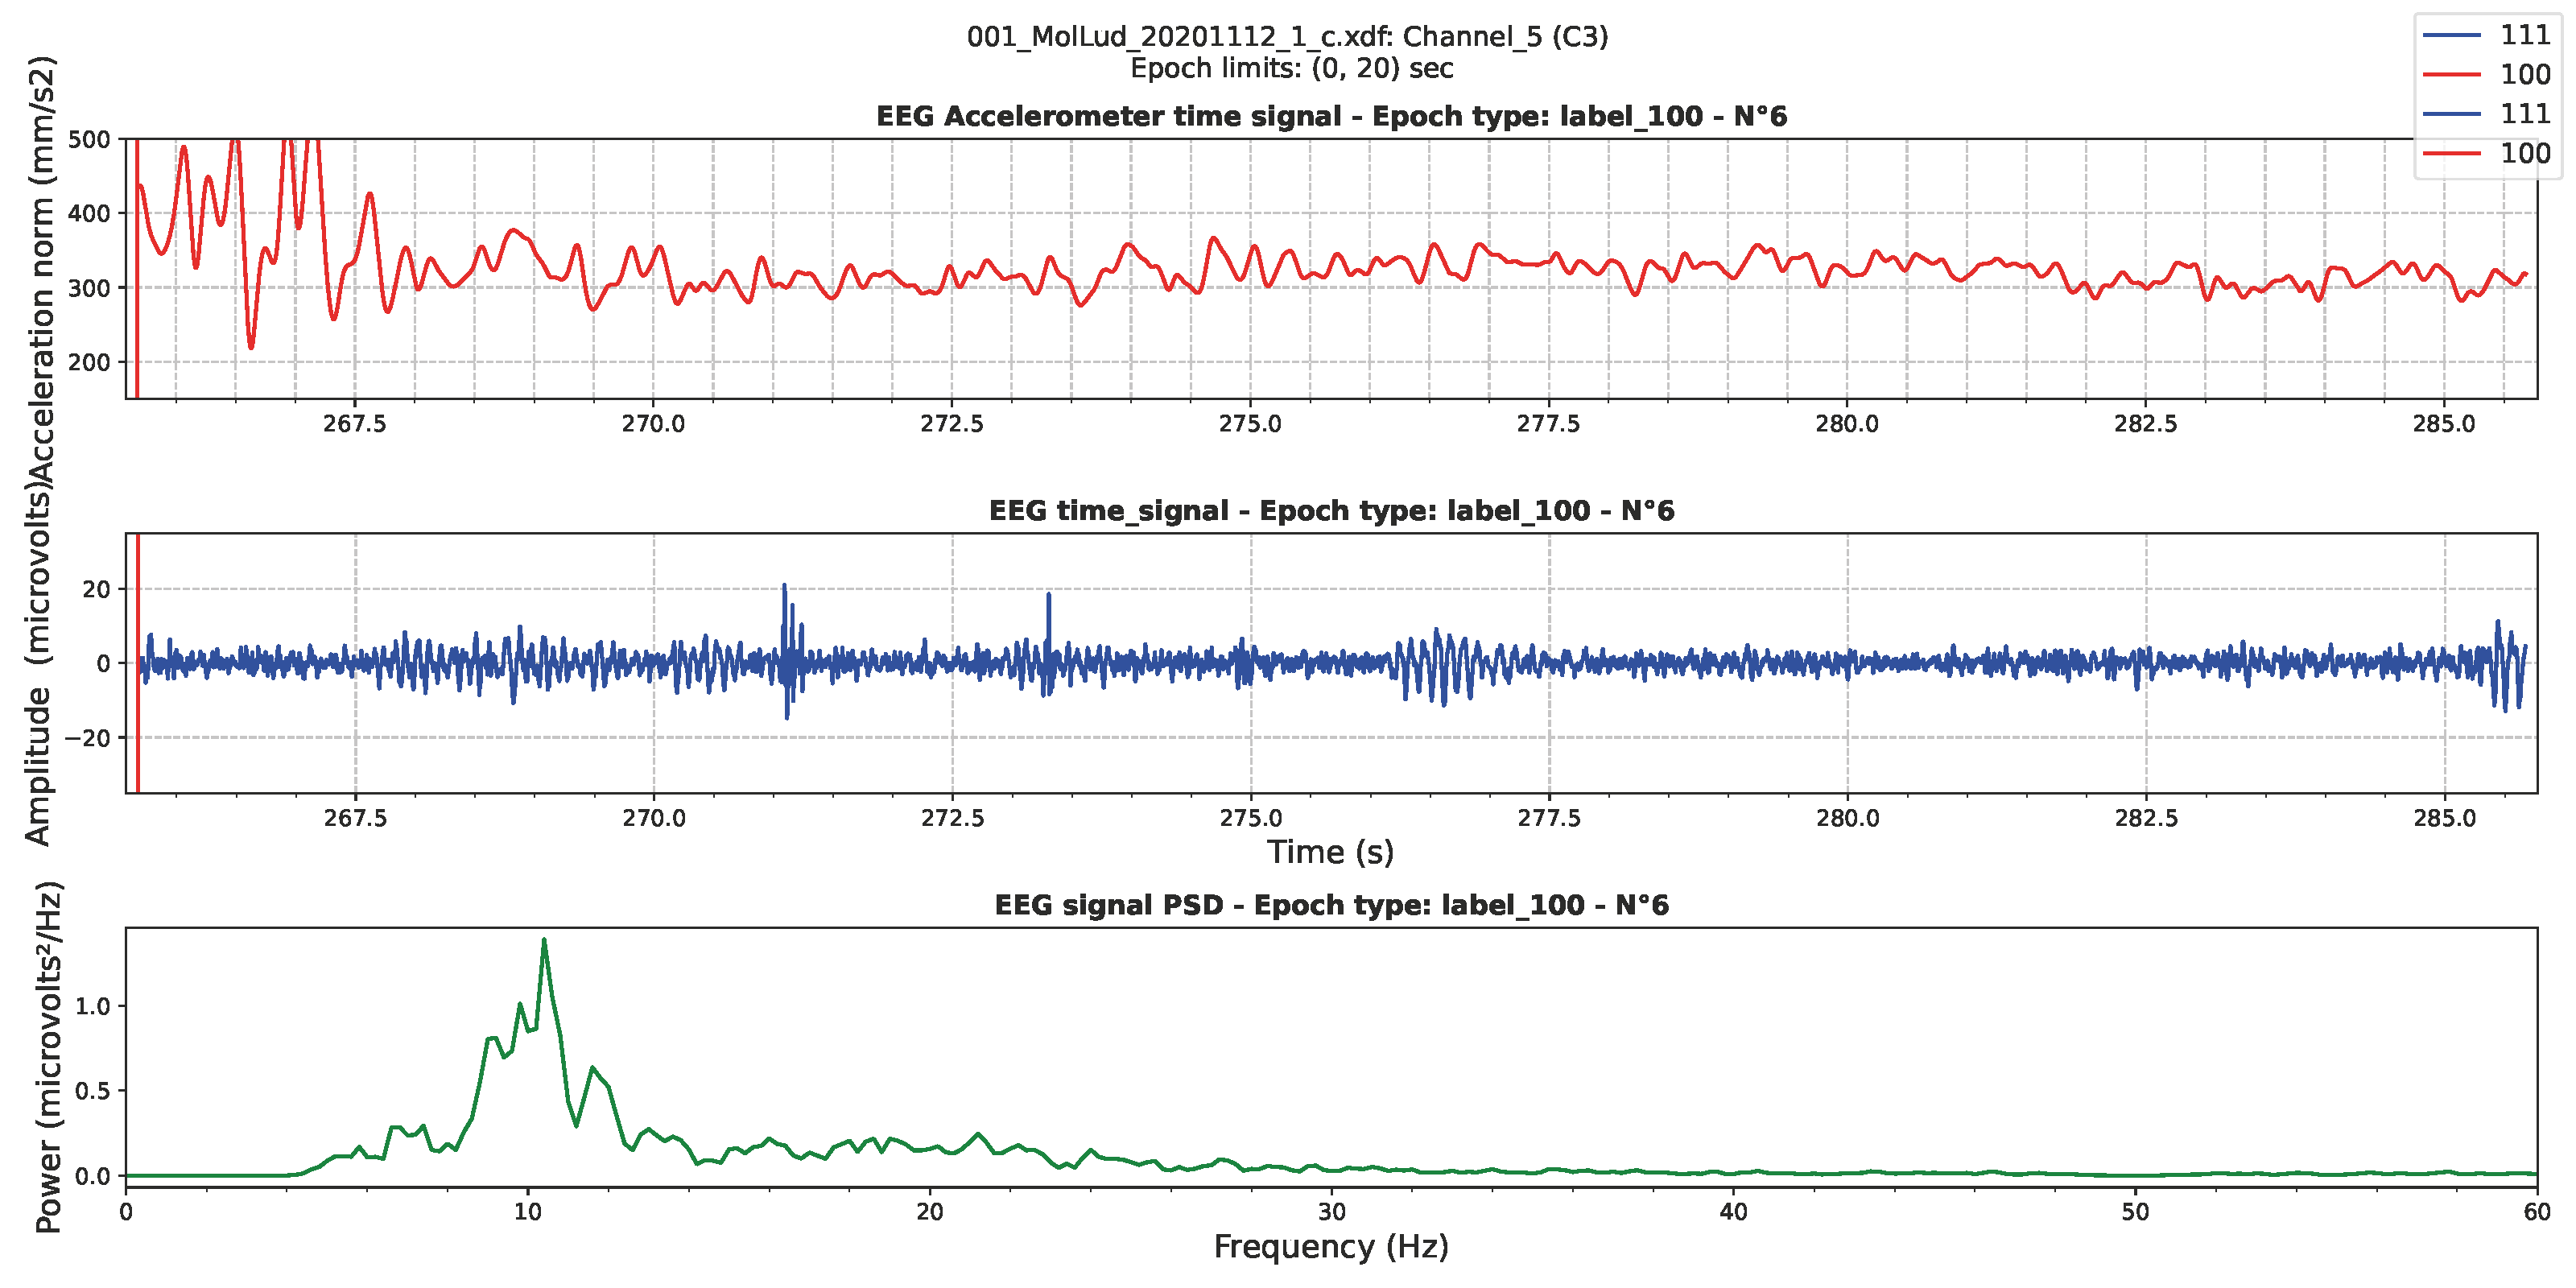 001_MolLud_20201112_1_c.xdf: Channel_5 (C3)
Epoch limits: (0, 20) sec
111
100
111
100
EEG Accelerometer time signal - Epoch type: label_100 - N°6
Acceleration norm (mm/s2)
500
400
300
200
267.5 270.0 272.5 275.0 277.5 280.0 282.5 285.0
EEG time_signal - Epoch type: label_100 - N°6
Amplitude (microvolts)
20
0
−20
267.5 270.0 272.5 275.0 277.5 280.0 282.5 285.0
Time (s)
EEG signal PSD - Epoch type: label_100 - N°6
Power (microvolts²/Hz)
1.0
0.5
0.0
0 10 20 30 40 50 60
Frequency (Hz)